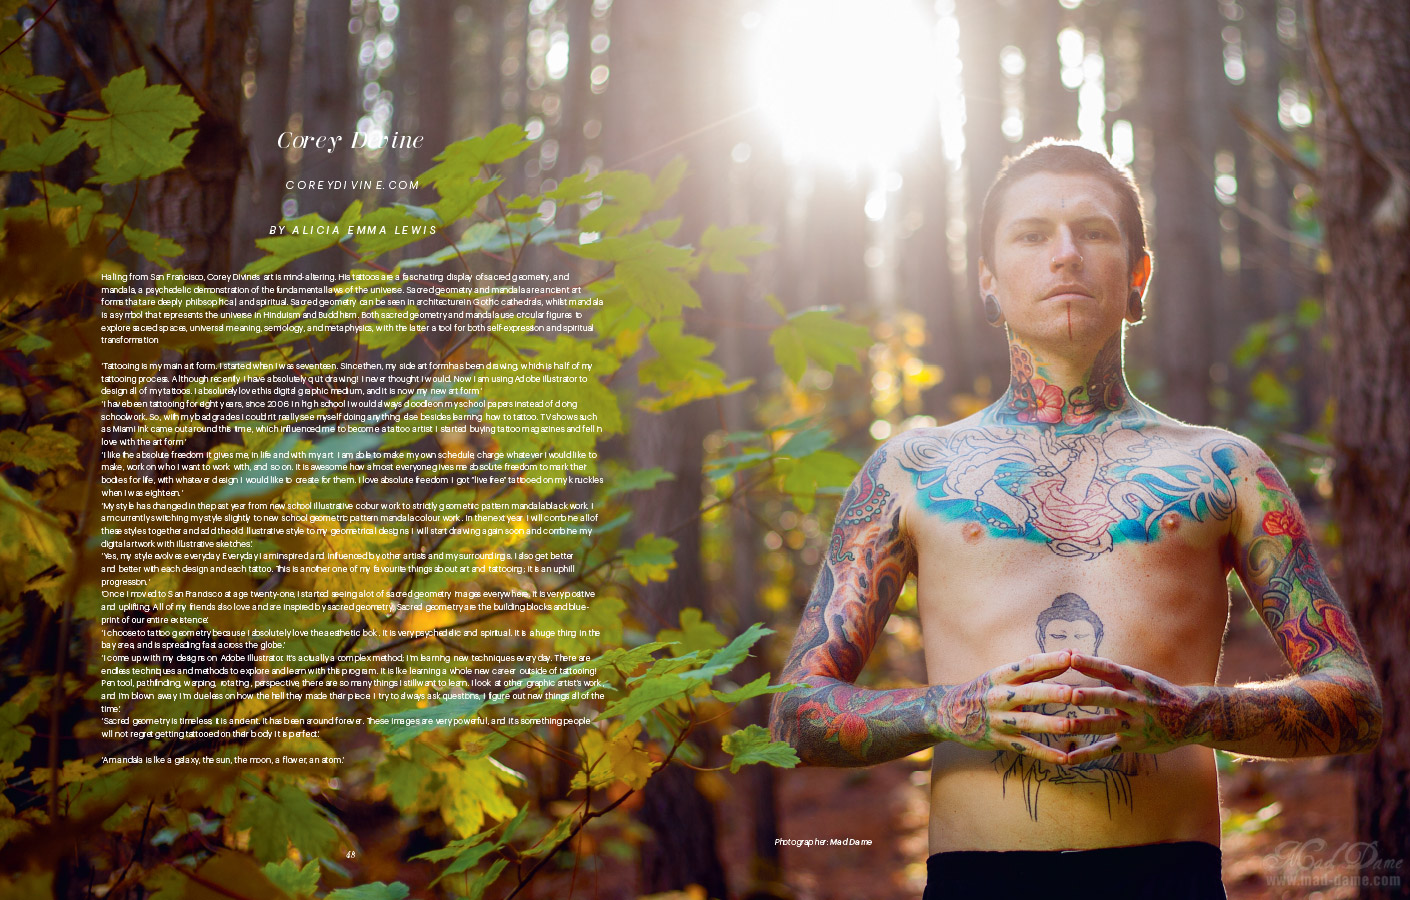 Corey Divine
COREYDIVINE.COM
BY ALICIA EMMA LEWIS
Hailing from San Francisco, Corey Divine's art is mind-altering. His tattoos are a fascinating display of sacred geometry, and
mandala, a psychedelic demonstration of the fundamental laws of the universe. Sacred geometry and mandala are ancient art
forms that are deeply philosophical and spiritual. Sacred geometry can be seen in architecture in Gothic cathedrals, whilst mandala
is a symbol that represents the universe in Hinduism and Buddhism. Both sacred geometry and mandala use circular figures to
explore sacred spaces, universal meaning, semiology, and metaphysics, with the latter a tool for both self-expression and spiritual
transformation
'Tattooing is my main art form. I started when I was seventeen. Since then, my side art form has been drawing, which is half of my
tattooing process. Although recently I have absolutely quit drawing! I never thought I would. Now I am using Adobe Illustrator to
design all of my tattoos. I absolutely love this digital graphic medium, and it is now my new art form'
'I have been tattooing for eight years, since 2006 In high school I would always doodle on my school papers instead of doing
schoolwork. So, with my bad grades I couldn't really see myself doing anything else besides learning how to tattoo. TV shows such
as Miami Ink came out around this time, which influenced me to become a tattoo artist I started buying tattoo magazines and fell in
love with the art form'
'I like the absolute freedom it gives me, in life and with my art I am able to make my own schedule, charge whatever I would like to
make, work on who I want to work with, and so on. It is awesome how almost everyone gives me absolute freedom to mark their
bodies for life, with whatever design I would like to create for them. I love absolute freedom I got "live free" tattooed on my knuckles
when I was eighteen.'
'My style has changed in the past year from new school illustrative colour work to strictly geometric pattern mandala black work. I
am currently switching my style slightly to new school geometric pattern mandala colour work. In the next year I will combine all of
these styles together and add the old illustrative style to my geometrical designs I will start drawing again soon and combine my
digital artwork with illustrative sketches'.
'Yes, my style evolves everyday Everyday I am inspired and influenced by other artists and my surroundings. I also get better
and better with each design and each tattoo. This is another one of my favourite things about art and tattooing; it is an uphill
progression.'
'Once I moved to San Francisco at age twenty-one, I started seeing a lot of sacred geometry images everywhere. It is very positive
and uplifting. All of my friends also love and are inspired by sacred geometry. Sacred geometry are the building blocks and blue-
print of our entire existence'.
'I choose to tattoo geometry because I absolutely love the aesthetic look. It is very psychedelic and spiritual. It is a huge thing in the
bay area, and is spreading fast across the globe.'
'I come up with my designs on Adobe Illustrator. It's actually a complex method; I'm learning new techniques every day. There are
endless techniques and methods to explore and learn with this program. It is like learning a whole new career outside of tattooing!
Pen tool, pathfinding, warping, rotating, perspective, there are so many things I still want to learn. I look at other graphic artist's work,
and I'm blown away I'm clueless on how the hell they made their piece I try to always ask questions, I figure out new things all of the
time'.
'Sacred geometry is timeless, it is ancient. It has been around forever. These images are very powerful, and it's something people
will not regret getting tattooed on their body It is perfect'.
'A mandala is like a galaxy, the sun, the moon, a flower, an atom.'
48
Photographer: Mad Dame
Mad Dame
www.mad-dame.com